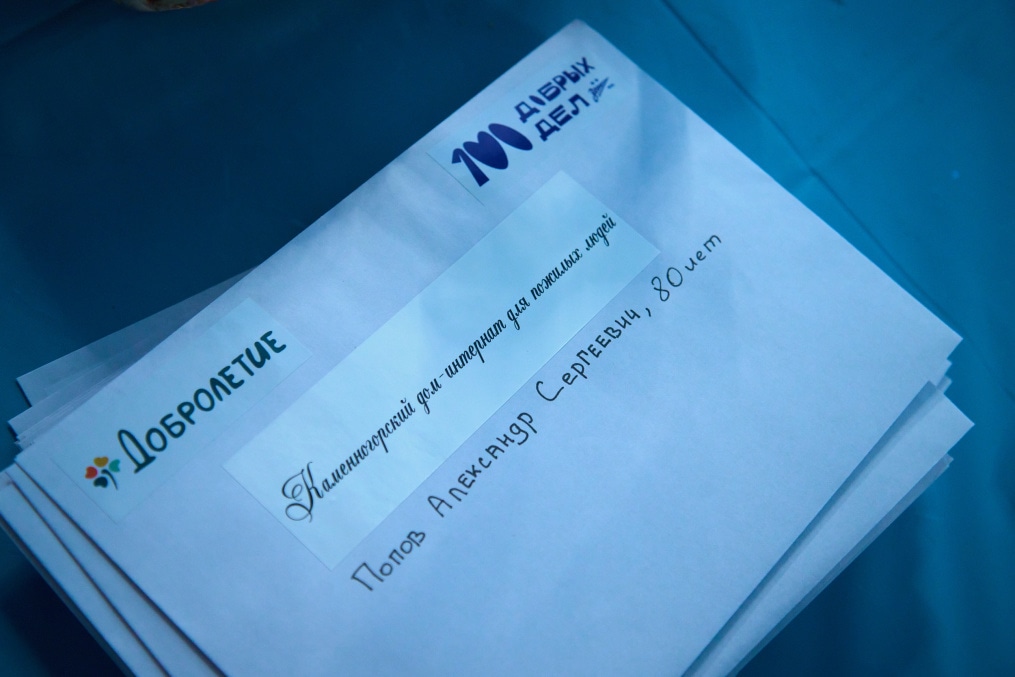 100 ДОБРЫХ
ДЕЛ
ДОБРОЛЕТИЕ
Каменногорский дом-интернат для пожилых людей
Попов Александр Сергеевич, 80 лет